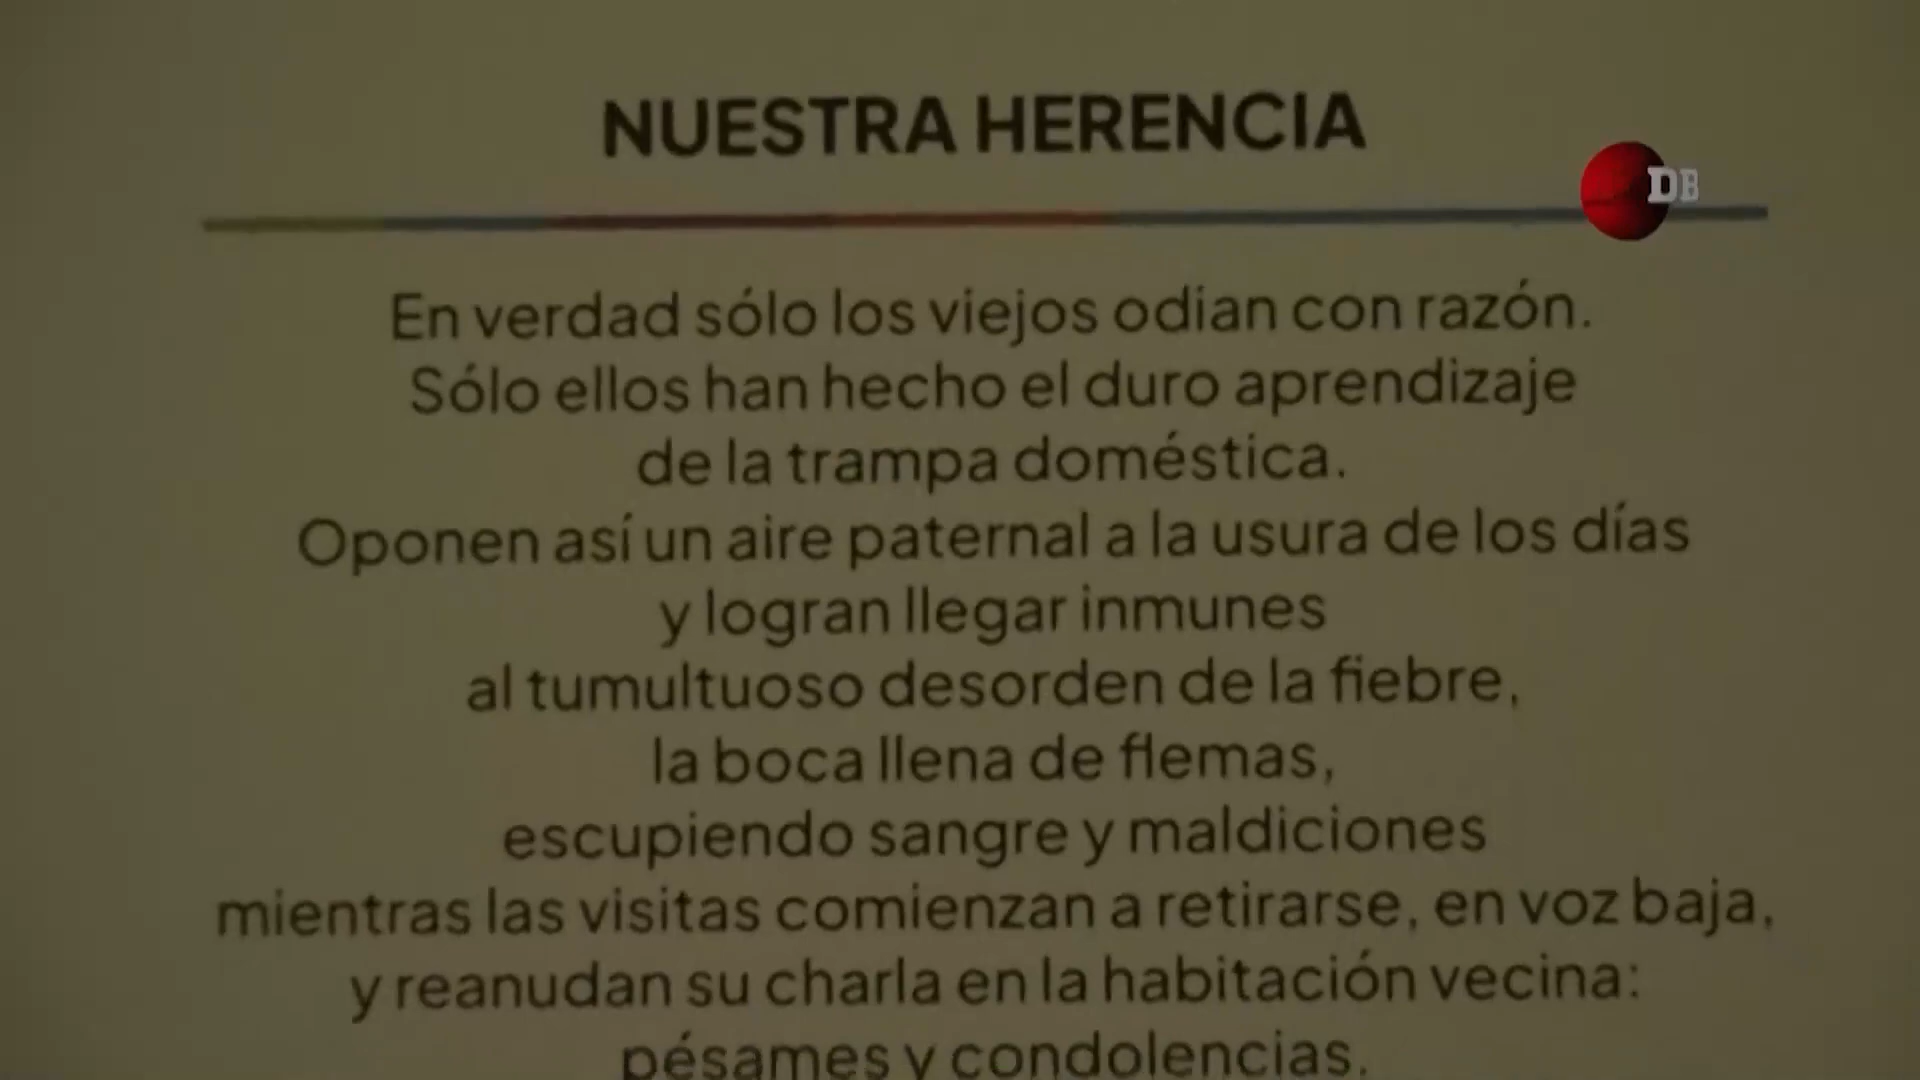 NUESTRA HERENCIA
DB
En verdad sólo los viejos odian con razón.
Sólo ellos han hecho el duro aprendizaje
de la trampa doméstica.
Oponen así un aire paternal a la usura de los días
y logran llegar inmunes
al tumultuoso desorden de la fiebre,
la boca llena de flemas,
escupiendo sangre y maldiciones
mientras las visitas comienzan a retirarse, en voz baja,
y reanudan su charla en la habitación vecina:
pésames y condolencias.